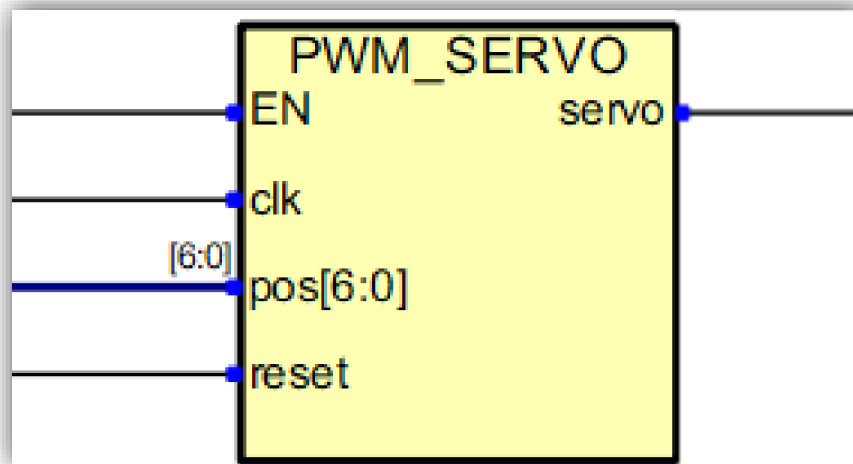 PWM_SERVO
EN servo
clk
[6:0]
pos[6:0]
reset